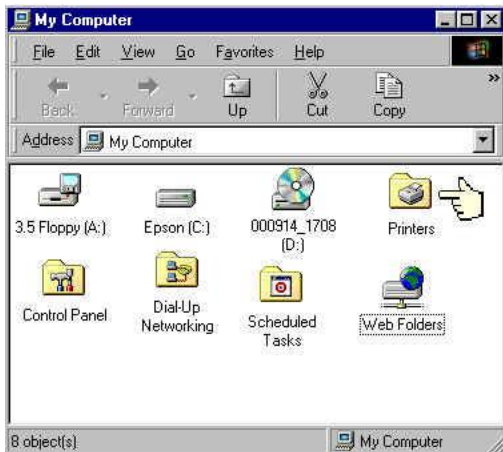 My Computer
File Edit View Go Favorites Help
Back Forward Up Cut Copy »
Address My Computer
3.5 Floppy (A:) Epson (C:) 000914_1708 (D:) Printers
Control Panel Dial-Up Networking Scheduled Tasks Web Folders
8 object(s) My Computer